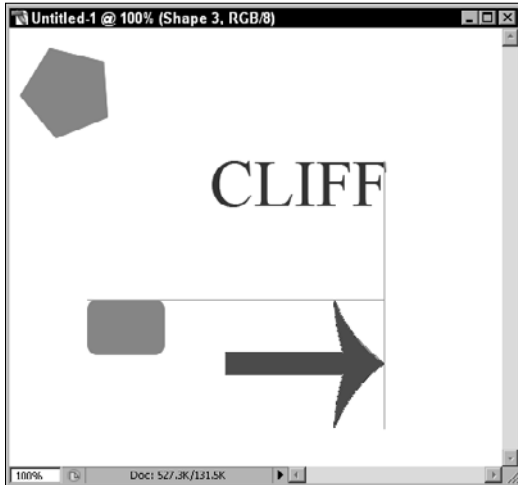 Untitled-1 @ 100% (Shape 3, RGB/8)
CLIFF
100% Doc: 527.3K/131.5K